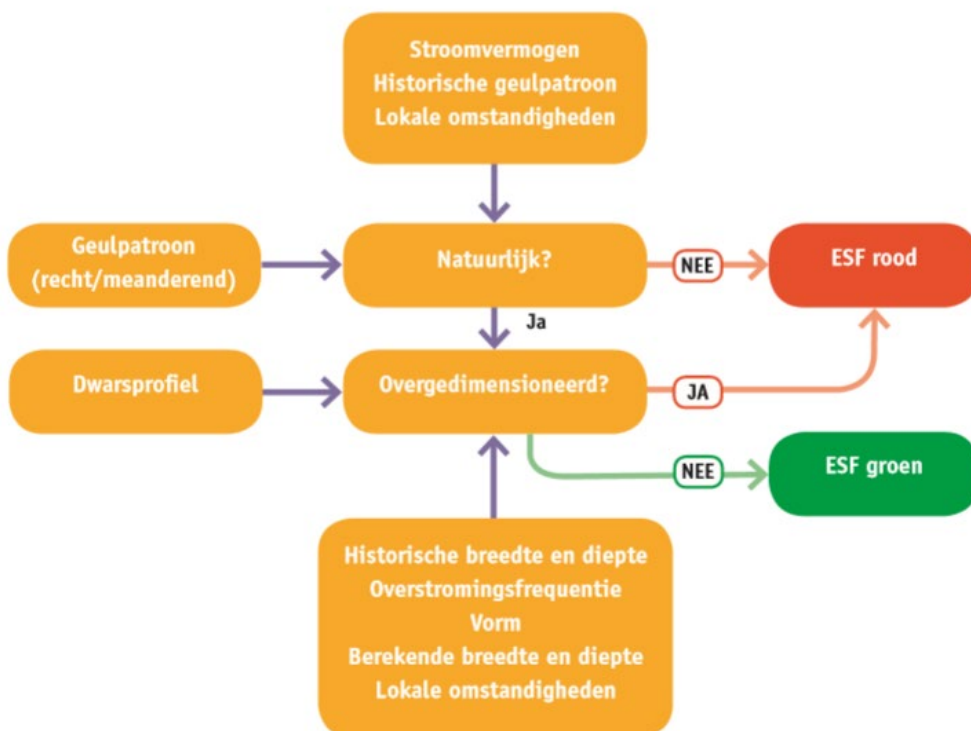 Stroomvermogen
Historische geulpatroon
Lokale omstandigheden
Geulpatroon
(recht/meanderend)
Natuurlijk?
NEE
ESF rood
Ja
Dwarsprofiel
Overgedimensioneerd?
JA
NEE
ESF groen
Historische breedte en diepte
Overstromingsfrequentie
Vorm
Berekende breedte en diepte
Lokale omstandigheden